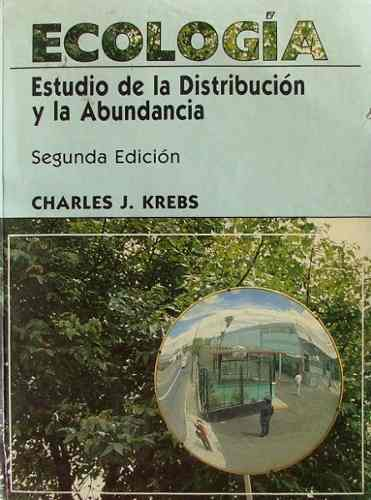 ECOLOGÍA
Estudio de la Distribución
y la Abundancia
Segunda Edición
CHARLES J. KREBS